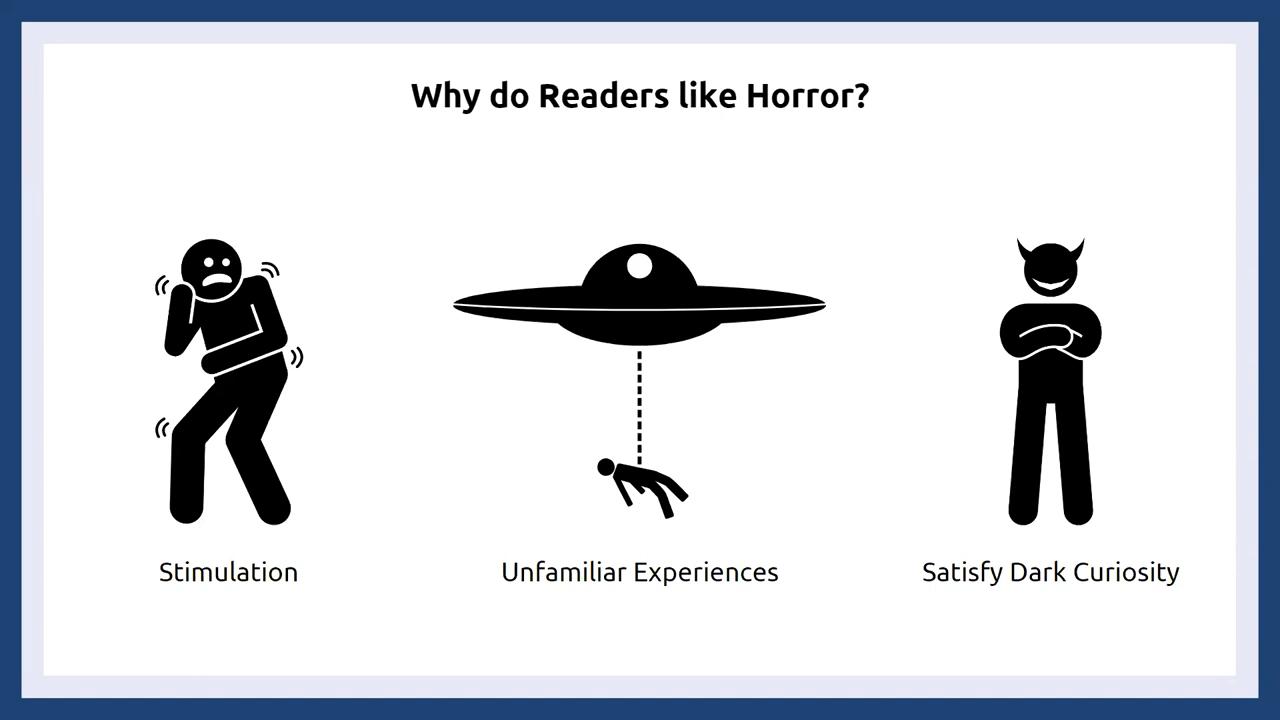 Why do Readers like Horror?
Stimulation
Unfamiliar Experiences
Satisfy Dark Curiosity